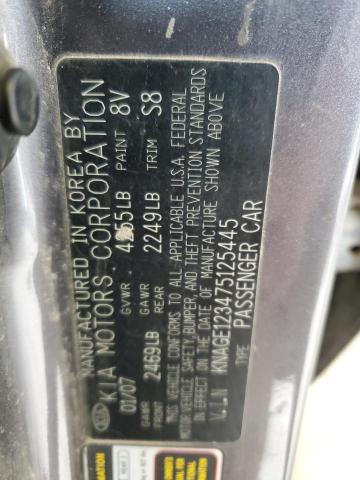 MANUFACTURED IN KOREA BY
KIA MOTORS CORPORATION
01/07 GVWR 4255LB PAINT 8V
GAWR FRONT 2469LB GAWR REAR 2249LB TRIM S8
THIS VEHICLE CONFORMS TO ALL APPLICABLE U.S.A. FEDERAL
MOTOR VEHICLE SAFETY, BUMPER, AND THEFT PREVENTION STANDARDS
IN EFFECT ON THE DATE OF MANUFACTURE SHOWN ABOVE
V.I.N KNAGE123475125445
TYPE PASSENGER CAR